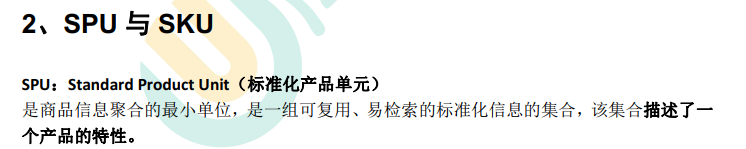 2、SPU 与 SKU
SPU：Standard Product Unit（标准化产品单元）
是商品信息聚合的最小单位，是一组可复用、易检索的标准化信息的集合，该集合描述了一
个产品的特性。